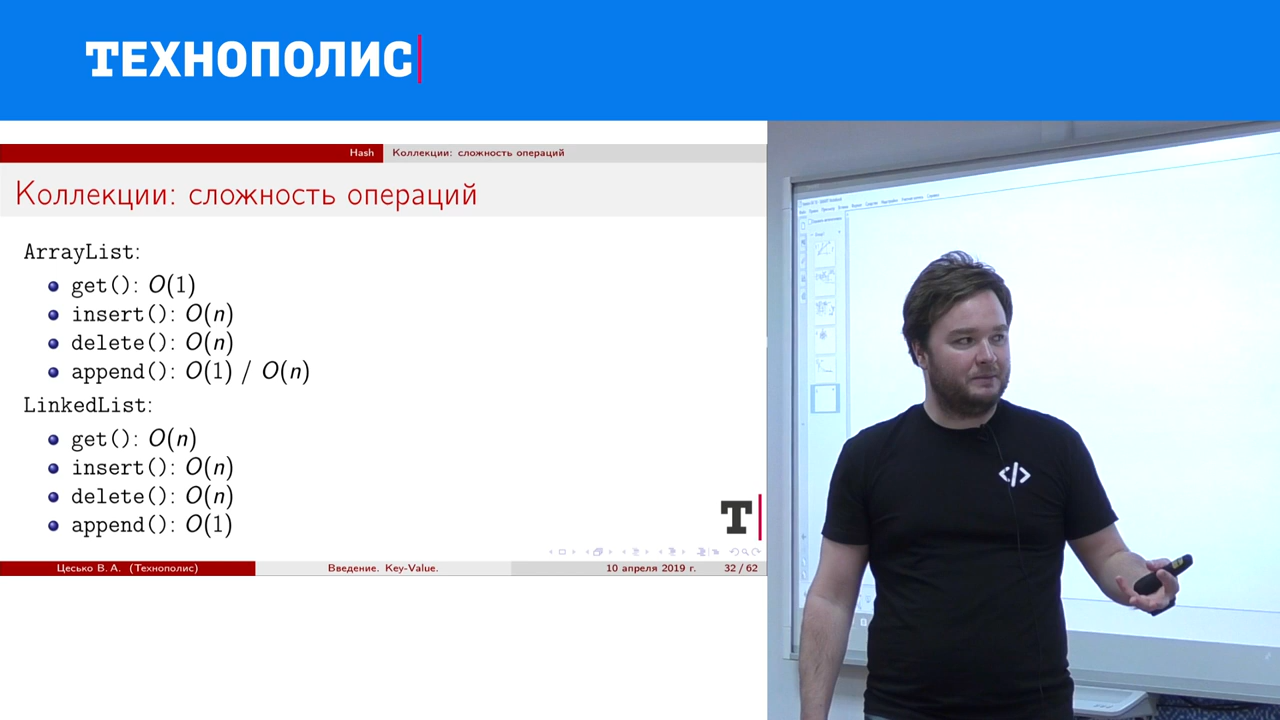 ТЕХНОПОЛИС
Hash Коллекции: сложность операций
Коллекции: сложность операций
ArrayList:
get(): O(1)
insert(): O(n)
delete(): O(n)
append(): O(1) / O(n)
LinkedList:
get(): O(n)
insert(): O(n)
delete(): O(n)
append(): O(1)
Т
Цесько В. А. (Технополис) Введение. Key-Value. 10 апреля 2019 г. 32 / 62
</>